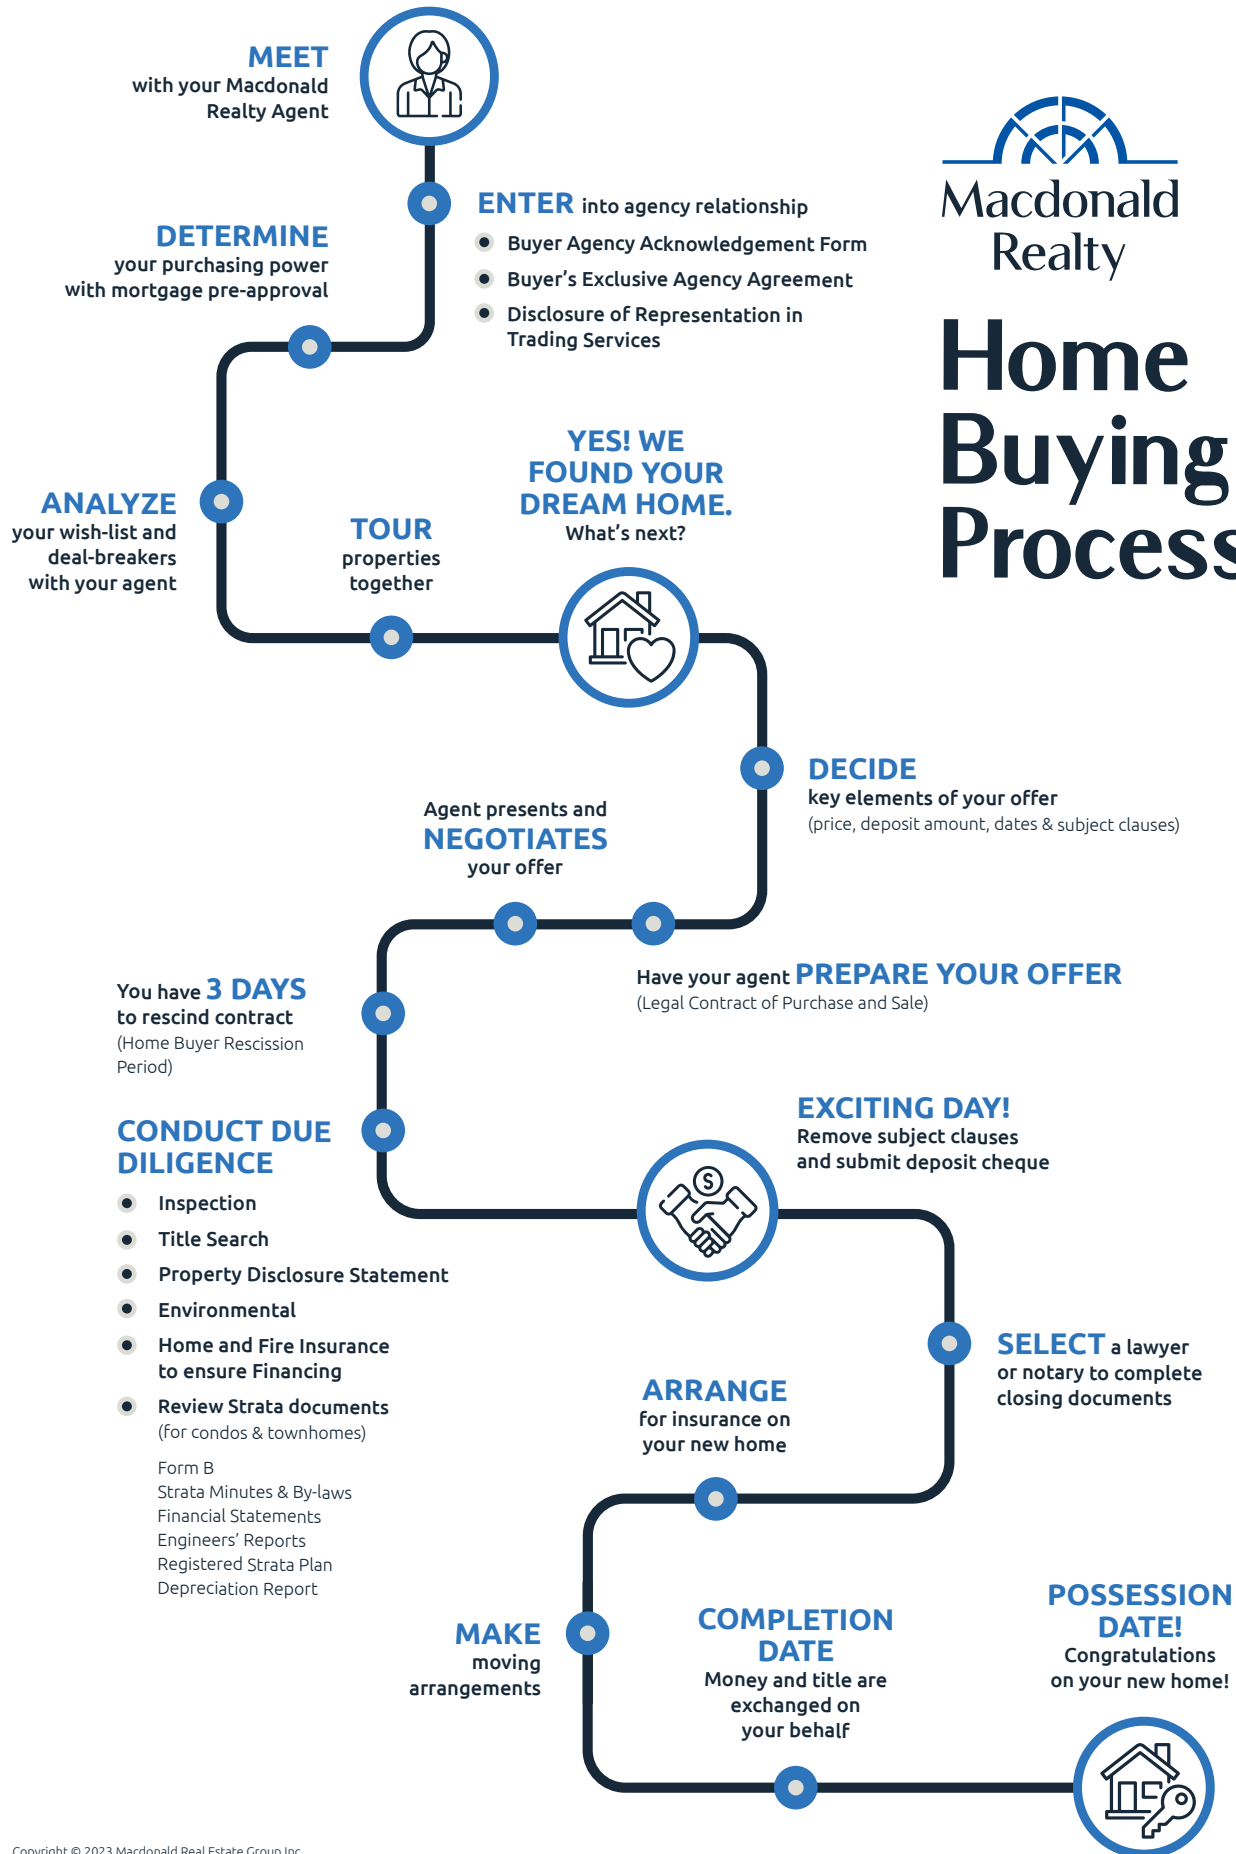 MEET
with your Macdonald
Realty Agent
Macdonald
Realty
Home
Buying
Process
ENTER into agency relationship
Buyer Agency Acknowledgement Form
Buyer's Exclusive Agency Agreement
Disclosure of Representation in
Trading Services
DETERMINE
your purchasing power
with mortgage pre-approval
ANALYZE
your wish-list and
deal-breakers
with your agent
TOUR
properties
together
YES! WE
FOUND YOUR
DREAM HOME.
What's next?
DECIDE
key elements of your offer
(price, deposit amount, dates & subject clauses)
Have your agent PREPARE YOUR OFFER
(Legal Contract of Purchase and Sale)
Agent presents and
NEGOTIATES
your offer
You have 3 DAYS
to rescind contract
(Home Buyer Rescission
Period)
CONDUCT DUE
DILIGENCE
Inspection
Title Search
Property Disclosure Statement
Environmental
Home and Fire Insurance
to ensure Financing
Review Strata documents
(for condos & townhomes)
Form B
Strata Minutes & By-laws
Financial Statements
Engineers' Reports
Registered Strata Plan
Depreciation Report
EXCITING DAY!
Remove subject clauses
and submit deposit cheque
$
SELECT a lawyer
or notary to complete
closing documents
ARRANGE
for insurance on
your new home
MAKE
moving
arrangements
COMPLETION
DATE
Money and title are
exchanged on
your behalf
POSSESSION
DATE!
Congratulations
on your new home!
Copyright © 2023 Macdonald Real Estate Group Inc